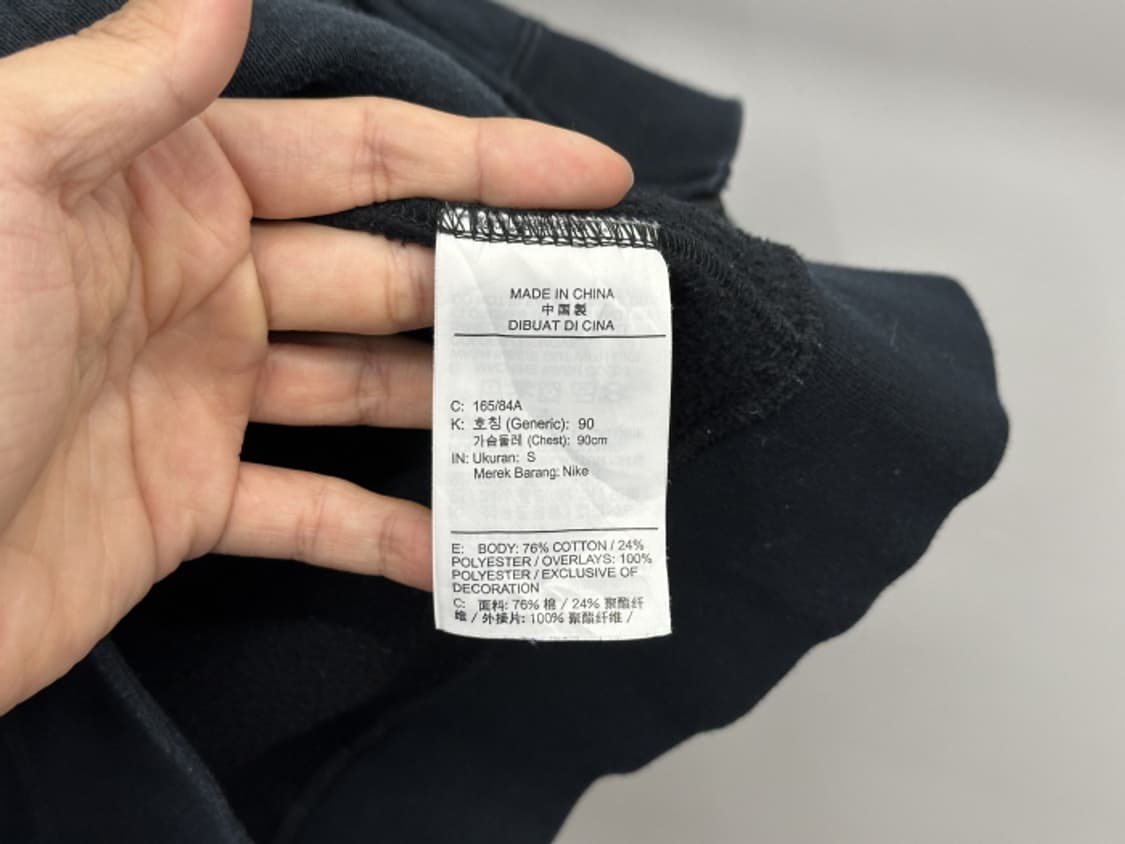 MADE IN CHINA
中国製
DIBUAT DI CINA
C: 165/84A
K: 호칭 (Generic): 90
가슴둘레 (Chest): 90cm
IN: Ukuran: S
Merek Barang: Nike
E: BODY: 76% COTTON / 24%
POLYESTER / OVERLAYS: 100%
POLYESTER / EXCLUSIVE OF
DECORATION
C: 面料: 76% 棉 / 24% 聚酯纤
维 / 外接片: 100% 聚酯纤维 /